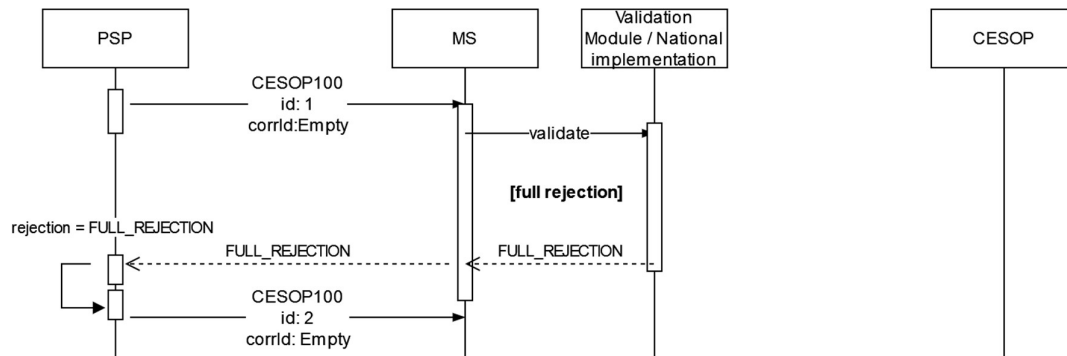 PSP
MS
Validation
Module / National
implementation
CESOP
CESOP100
id: 1
corrId:Empty
validate
[full rejection]
rejection = FULL_REJECTION
FULL_REJECTION
FULL_REJECTION
CESOP100
id: 2
corrId: Empty